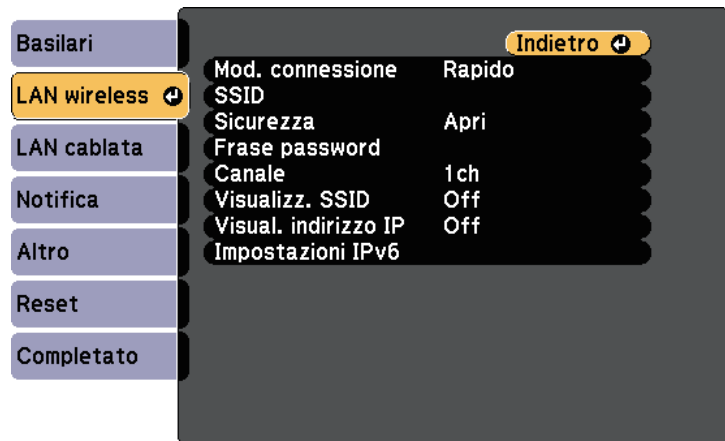 Basilari
LAN wireless
LAN cablata
Notifica
Altro
Reset
Completato
Indietro
Mod. connessione Rapido
SSID
Sicurezza Apri
Frase password
Canale 1ch
Visualizz. SSID Off
Visual. indirizzo IP Off
Impostazioni IPv6